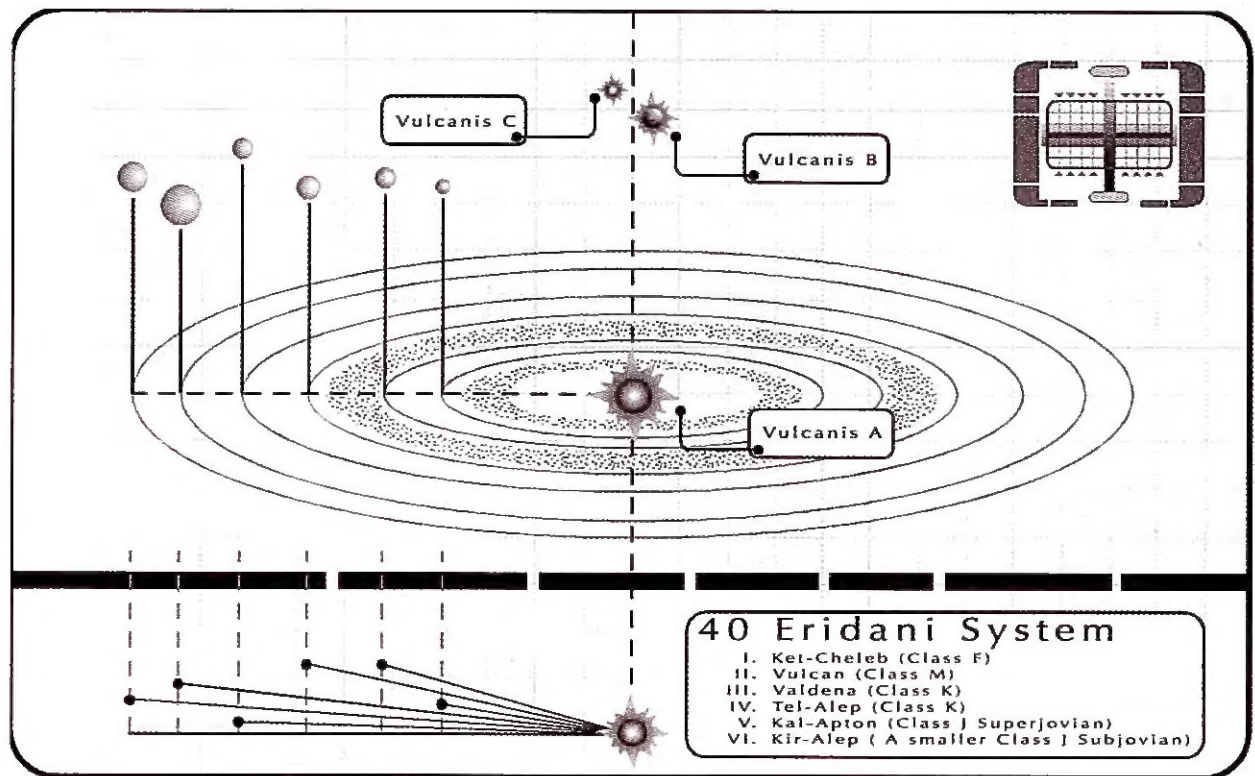 Vulcanis C
Vulcanis B
Vulcanis A
40 Eridani System
I. Ket-Cheleb (Class F)
II. Vulcan (Class M)
III. Valdena (Class K)
IV. Tel-Alep (Class K)
V. Kal-Apton (Class J Superjovian)
VI. Kir-Alep ( A smaller Class J Subjovian)